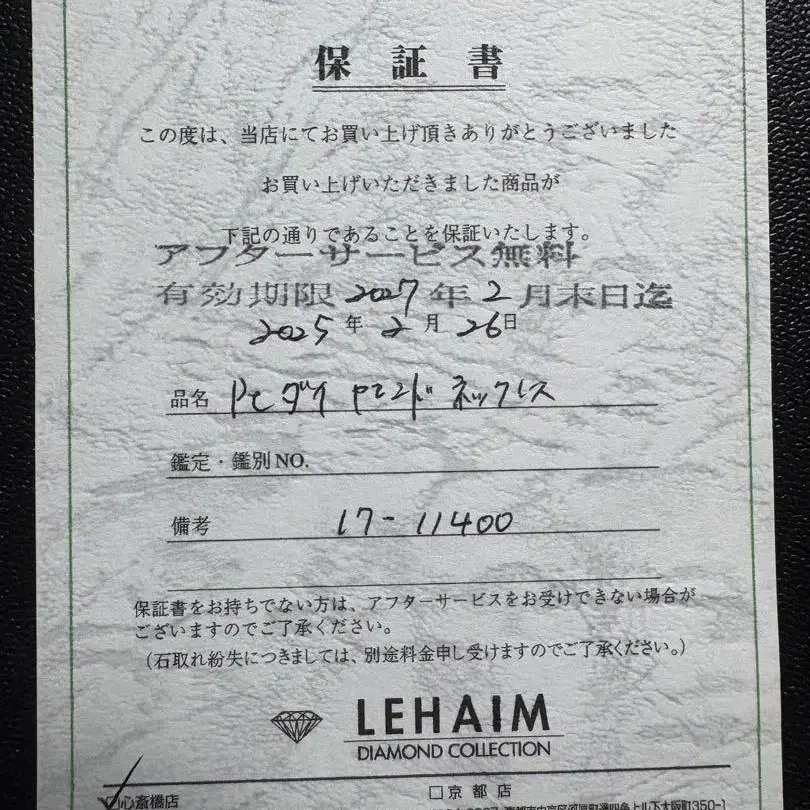 保証書
この度は、当店にてお買い上げ頂きありがとうございました
お買い上げいただきました商品が
下記の通りであることを保証いたします。
アフターサービス無料
有効期限 2027 年 2 月末日迄
2025 年 2 月 26 日
品名 Pt ダイヤモンド ネックレス
鑑定・鑑別NO.
備考 17-11400
保証書をお持ちでない方は、アフターサービスをお受けできない場合が
ございますのでご了承ください。
(石取れ紛失につきましては、別途料金申し受けますのでご了承ください。)
LEHAIM
DIAMOND COLLECTION
心斎橋店
□京都店